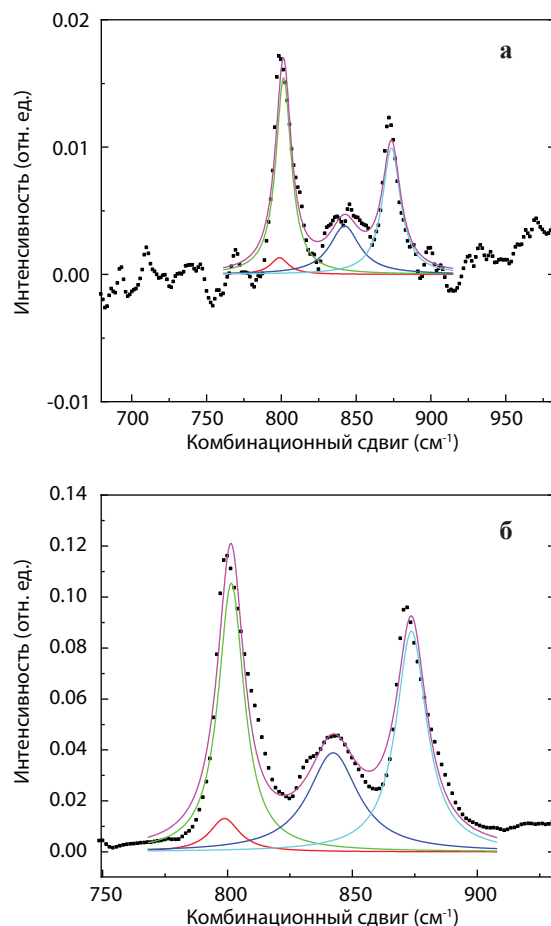 а
0.02
0.01
0.00
-0.01
Интенсивность (отн. ед.)
700 750 800 850 900 950
Комбинационный сдвиг (см⁻¹)
б
0.14
0.12
0.10
0.08
0.06
0.04
0.02
0.00
Интенсивность (отн. ед.)
750 800 850 900
Комбинационный сдвиг (см⁻¹)